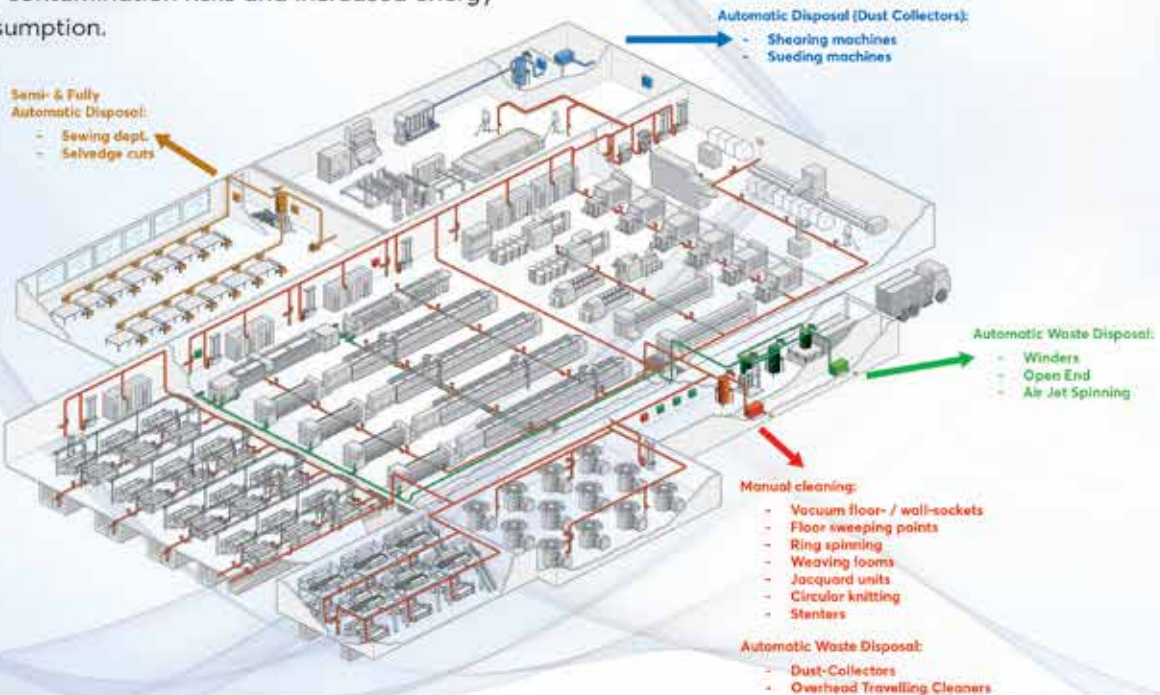 contamination risks and increased energy
sumption.
Automatic Disposal (Dust Collectors):
- Shearing machines
- Sueding machines
Semi- & Fully
Automatic Disposal:
- Sewing dept.
- Selvedge cuts
Automatic Waste Disposal:
- Winders
- Open End
- Air Jet Spinning
Manual cleaning:
- Vacuum floor- / wall-sockets
- Floor sweeping points
- Ring spinning
- Weaving looms
- Jacquard units
- Circular knitting
- Stenters
Automatic Waste Disposal:
- Dust-Collectors
- Overhead Travelling Cleaners